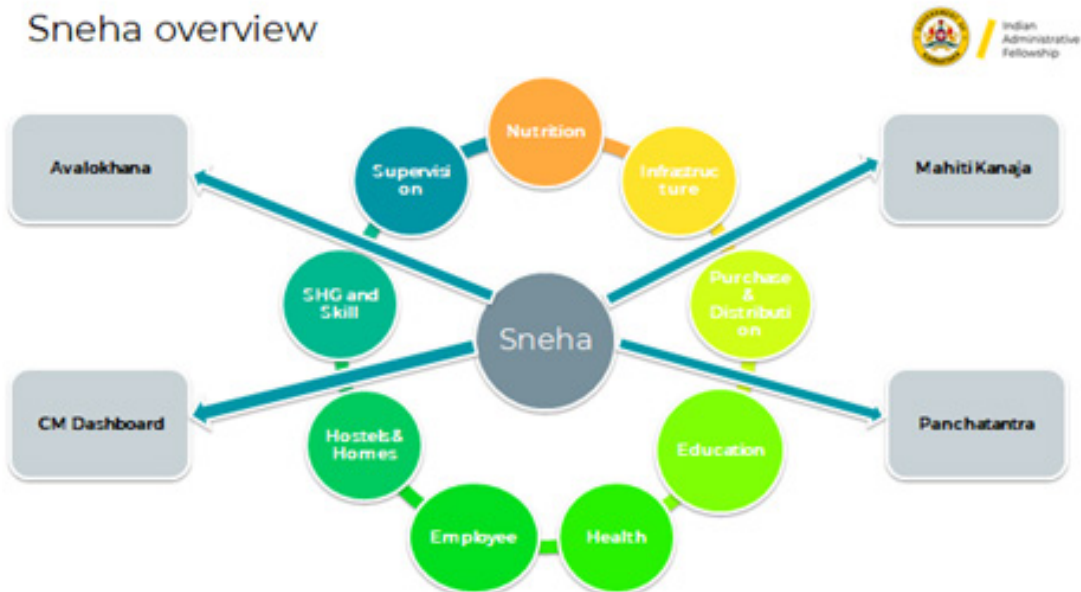 Sneha overview
Indian
Administrative
Fellowship
Nutrition
Avalokhana
Supervisi
on
Infrastruc
ture
Mahiti Kanaja
SHG and
Skill
Purchase
&
Distributi
on
Sneha
CM Dashboard
Hostels &
Homes
Education
Panchatantra
Employee
Health